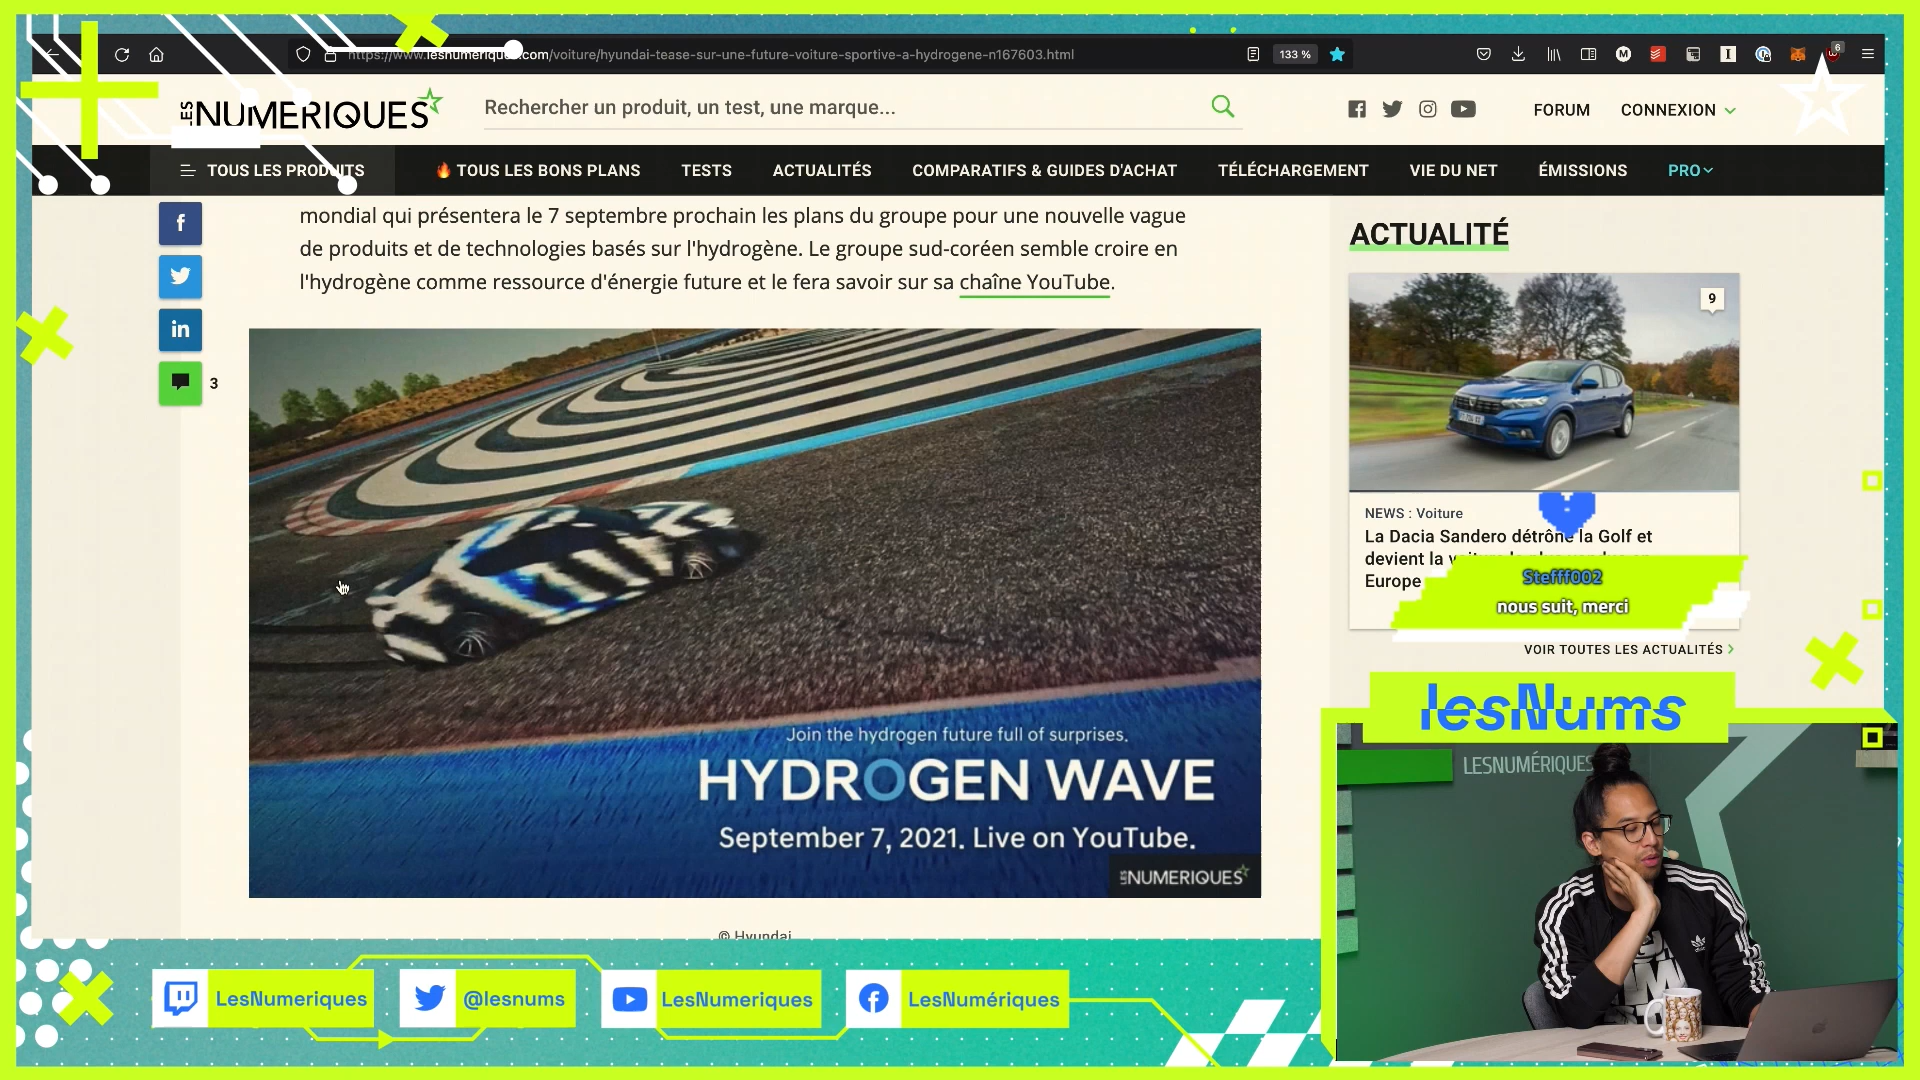 https://www.lesnumeriques.com/voiture/hyundai-tease-sur-une-future-voiture-sportive-a-hydrogene-n167603.html
133 %
6
LES NUMERIQUES
Rechercher un produit, un test, une marque...
FORUM
CONNEXION
TOUS LES PRODUITS
TOUS LES BONS PLANS
TESTS
ACTUALITÉS
COMPARATIFS & GUIDES D'ACHAT
TÉLÉCHARGEMENT
VIE DU NET
ÉMISSIONS
PRO
mondial qui présentera le 7 septembre prochain les plans du groupe pour une nouvelle vague
de produits et de technologies basés sur l'hydrogène. Le groupe sud-coréen semble croire en
l'hydrogène comme ressource d'énergie future et le fera savoir sur sa chaîne YouTube.
3
Join the hydrogen future full of surprises.
HYDROGEN WAVE
September 7, 2021. Live on YouTube.
LES NUMERIQUES
© Hyundai
ACTUALITÉ
9
NEWS : Voiture
La Dacia Sandero détrône la Golf et
devient la
Europe
Stefff002
nous suit, merci
VOIR TOUTES LES ACTUALITÉS
lesNums
LESNUMÉRIQUES
LesNumeriques
@lesnums
LesNumeriques
LesNumériques